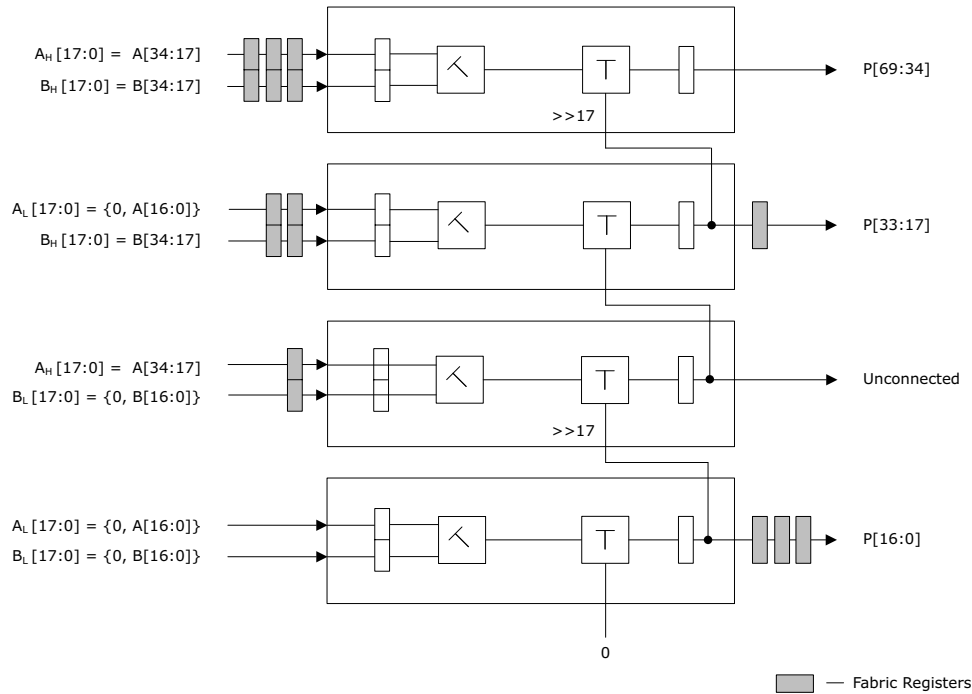 A_H [17:0] = A[34:17]
B_H [17:0] = B[34:17]
P[69:34]
>>17
A_L [17:0] = {0, A[16:0]}
B_H [17:0] = B[34:17]
P[33:17]
A_H [17:0] = A[34:17]
B_L [17:0] = {0, B[16:0]}
Unconnected
>>17
A_L [17:0] = {0, A[16:0]}
B_L [17:0] = {0, B[16:0]}
P[16:0]
0
— Fabric Registers